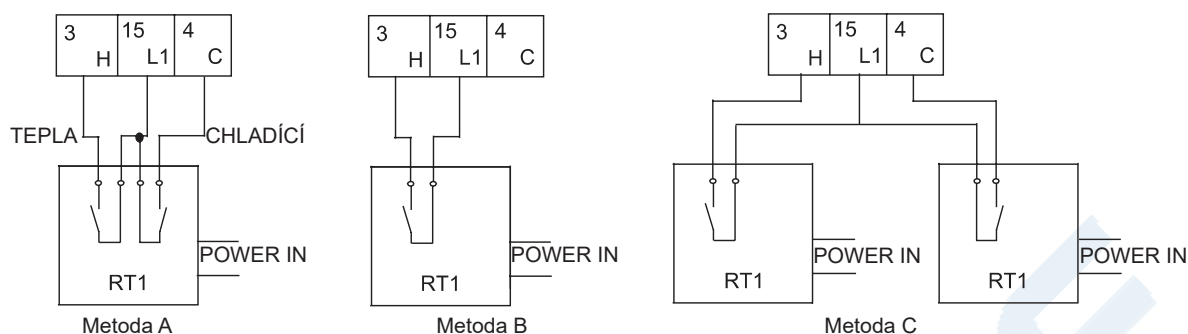 3 15 4
H L1 C
TEPLA CHLADÍCÍ
POWER IN
RT1
Metoda A
3 15 4
H L1 C
POWER IN
RT1
Metoda B
3 15 4
H L1 C
POWER IN
RT1
POWER IN
RT1
Metoda C